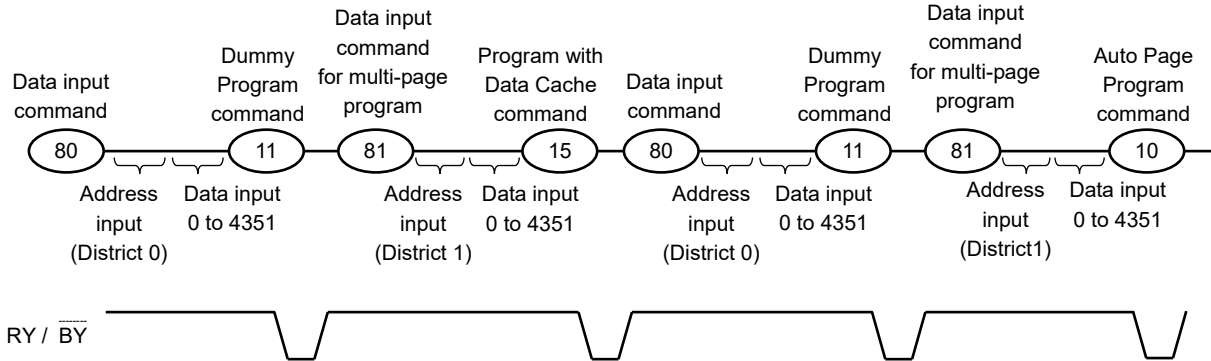 Data input
command
Dummy
Program
command
Data input
command
for multi-page
program
Program with
Data Cache
command
Data input
command
Dummy
Program
command
Data input
command
for multi-page
program
Auto Page
Program
command
80
11
81
15
80
11
81
10
Address
input
(District 0)
Data input
0 to 4351
Address
input
(District 1)
Data input
0 to 4351
Address
input
(District 0)
Data input
0 to 4351
Address
input
(District1)
Data input
0 to 4351
RY / BY